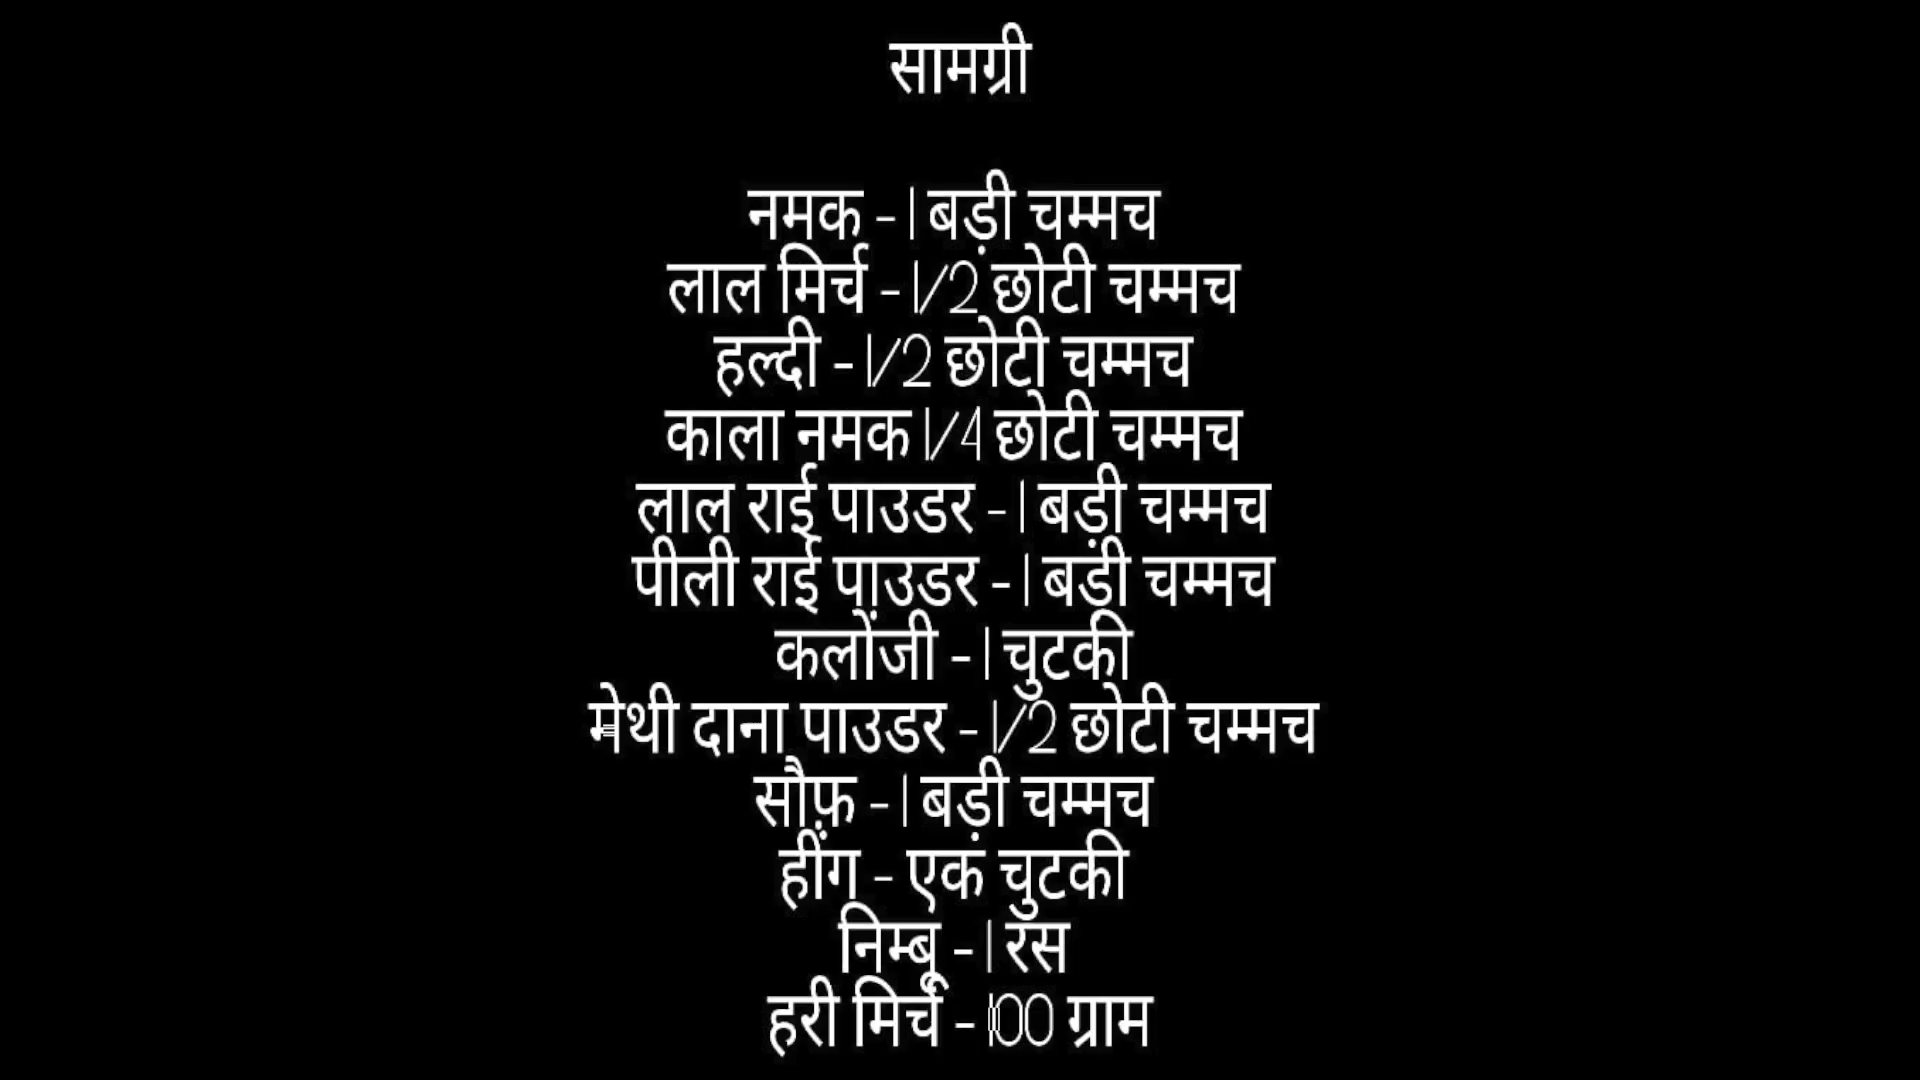 सामग्री
नमक - 1 बड़ी चम्मच
लाल मिर्च - 1/2 छोटी चम्मच
हल्दी - 1/2 छोटी चम्मच
काला नमक 1/4 छोटी चम्मच
लाल राई पाउडर - 1 बड़ी चम्मच
पीली राई पाउडर - 1 बड़ी चम्मच
कलोंजी - 1 चुटकी
मेथी दाना पाउडर - 1/2 छोटी चम्मच
सौफ़ - 1 बड़ी चम्मच
हींग - एक चुटकी
निम्बू - 1 रस
हरी मिर्च - 100 ग्राम